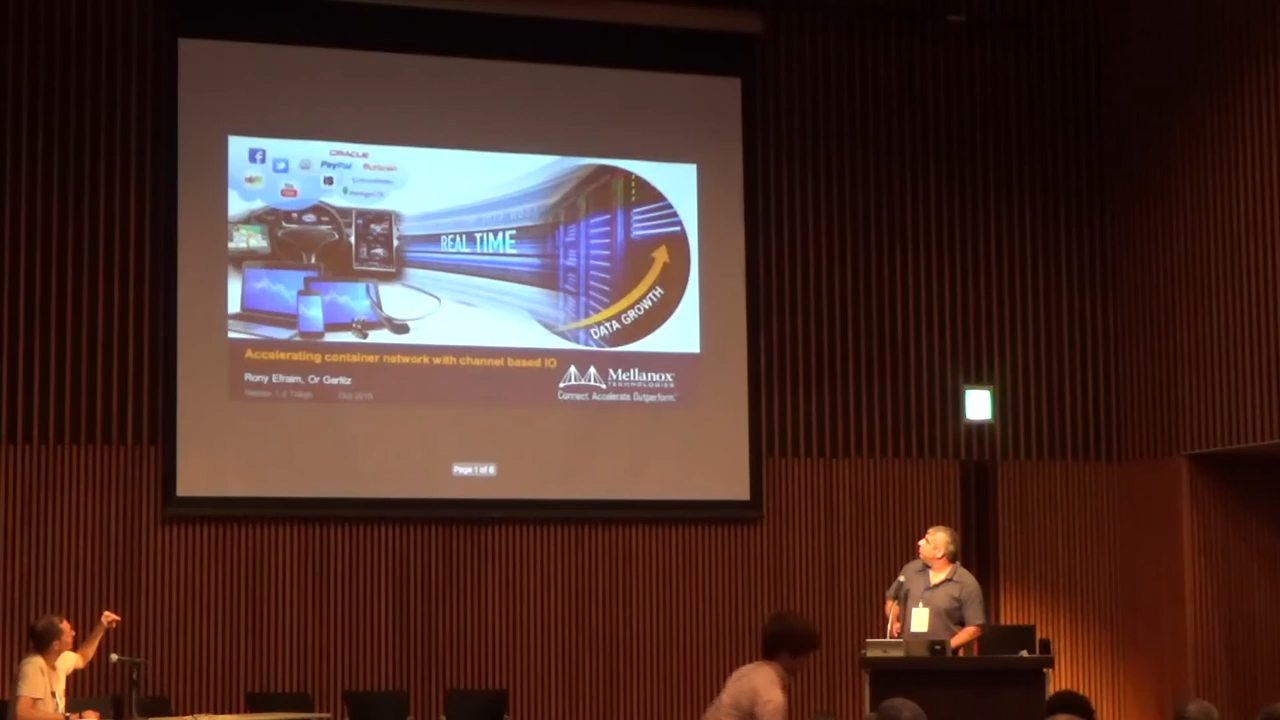 ORACLE
PayPal
REAL TIME
DATA GROWTH
Accelerating container network with channel based IO
Rony Efraim, Or Gerlitz
Mellanox
TECHNOLOGIES
Connect. Accelerate. Outperform.™
Page 1 of 6